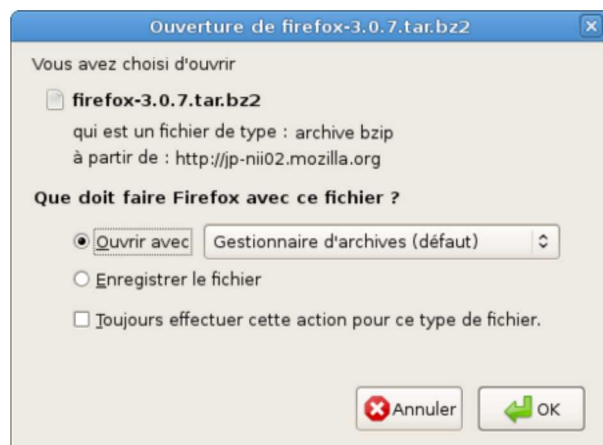 Ouverture de firefox-3.0.7.tar.bz2
Vous avez choisi d'ouvrir
firefox-3.0.7.tar.bz2
qui est un fichier de type : archive bzip
à partir de : http://jp-nii02.mozilla.org
Que doit faire Firefox avec ce fichier ?
Ouvrir avec Gestionnaire d'archives (défaut)
Enregistrer le fichier
Toujours effectuer cette action pour ce type de fichier.
Annuler OK